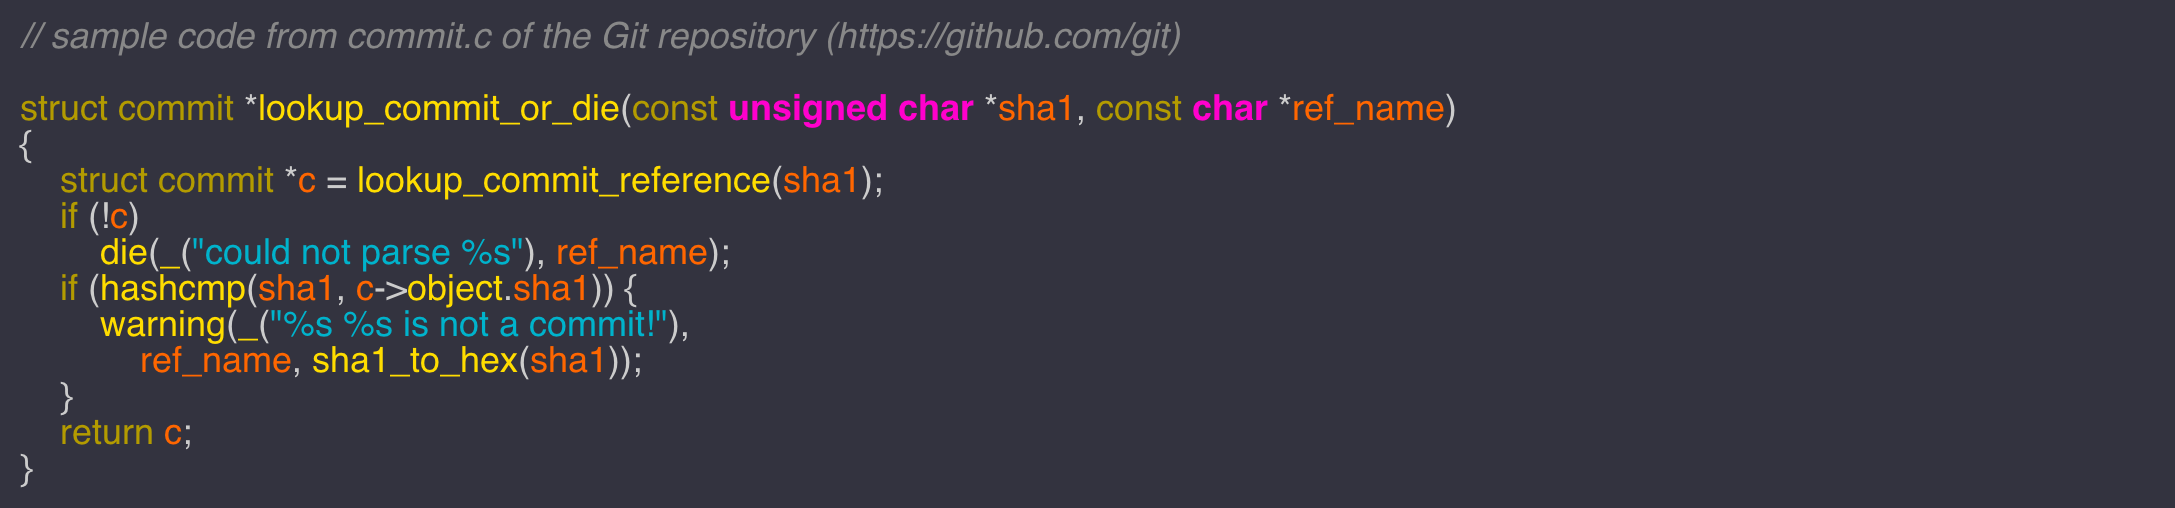 // sample code from commit.c of the Git repository (https://github.com/git)

struct commit *lookup_commit_or_die(const unsigned char *sha1, const char *ref_name)
{
    struct commit *c = lookup_commit_reference(sha1);
    if (!c)
        die(_("could not parse %s"), ref_name);
    if (hashcmp(sha1, c->object.sha1)) {
        warning(_("%s %s is not a commit!"),
            ref_name, sha1_to_hex(sha1));
    }
    return c;
}